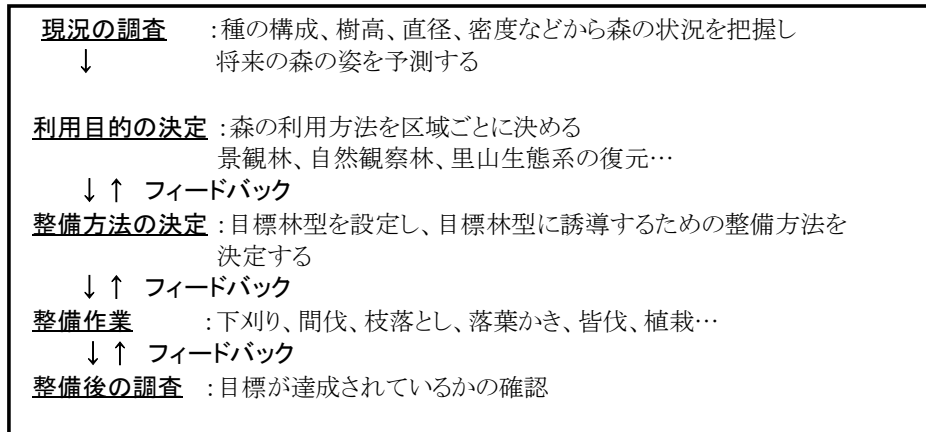 現況の調査　：種の構成、樹高、直径、密度などから森の状況を把握し
↓　将来の森の姿を予測する
利用目的の決定：森の利用方法を区域ごとに決める
景観林、自然観察林、里山生態系の復元…
↓↑　フィードバック
整備方法の決定：目標林型を設定し、目標林型に誘導するための整備方法を
決定する
↓↑　フィードバック
整備作業　：下刈り、間伐、枝落とし、落葉かき、皆伐、植栽…
↓↑　フィードバック
整備後の調査　：目標が達成されているかの確認